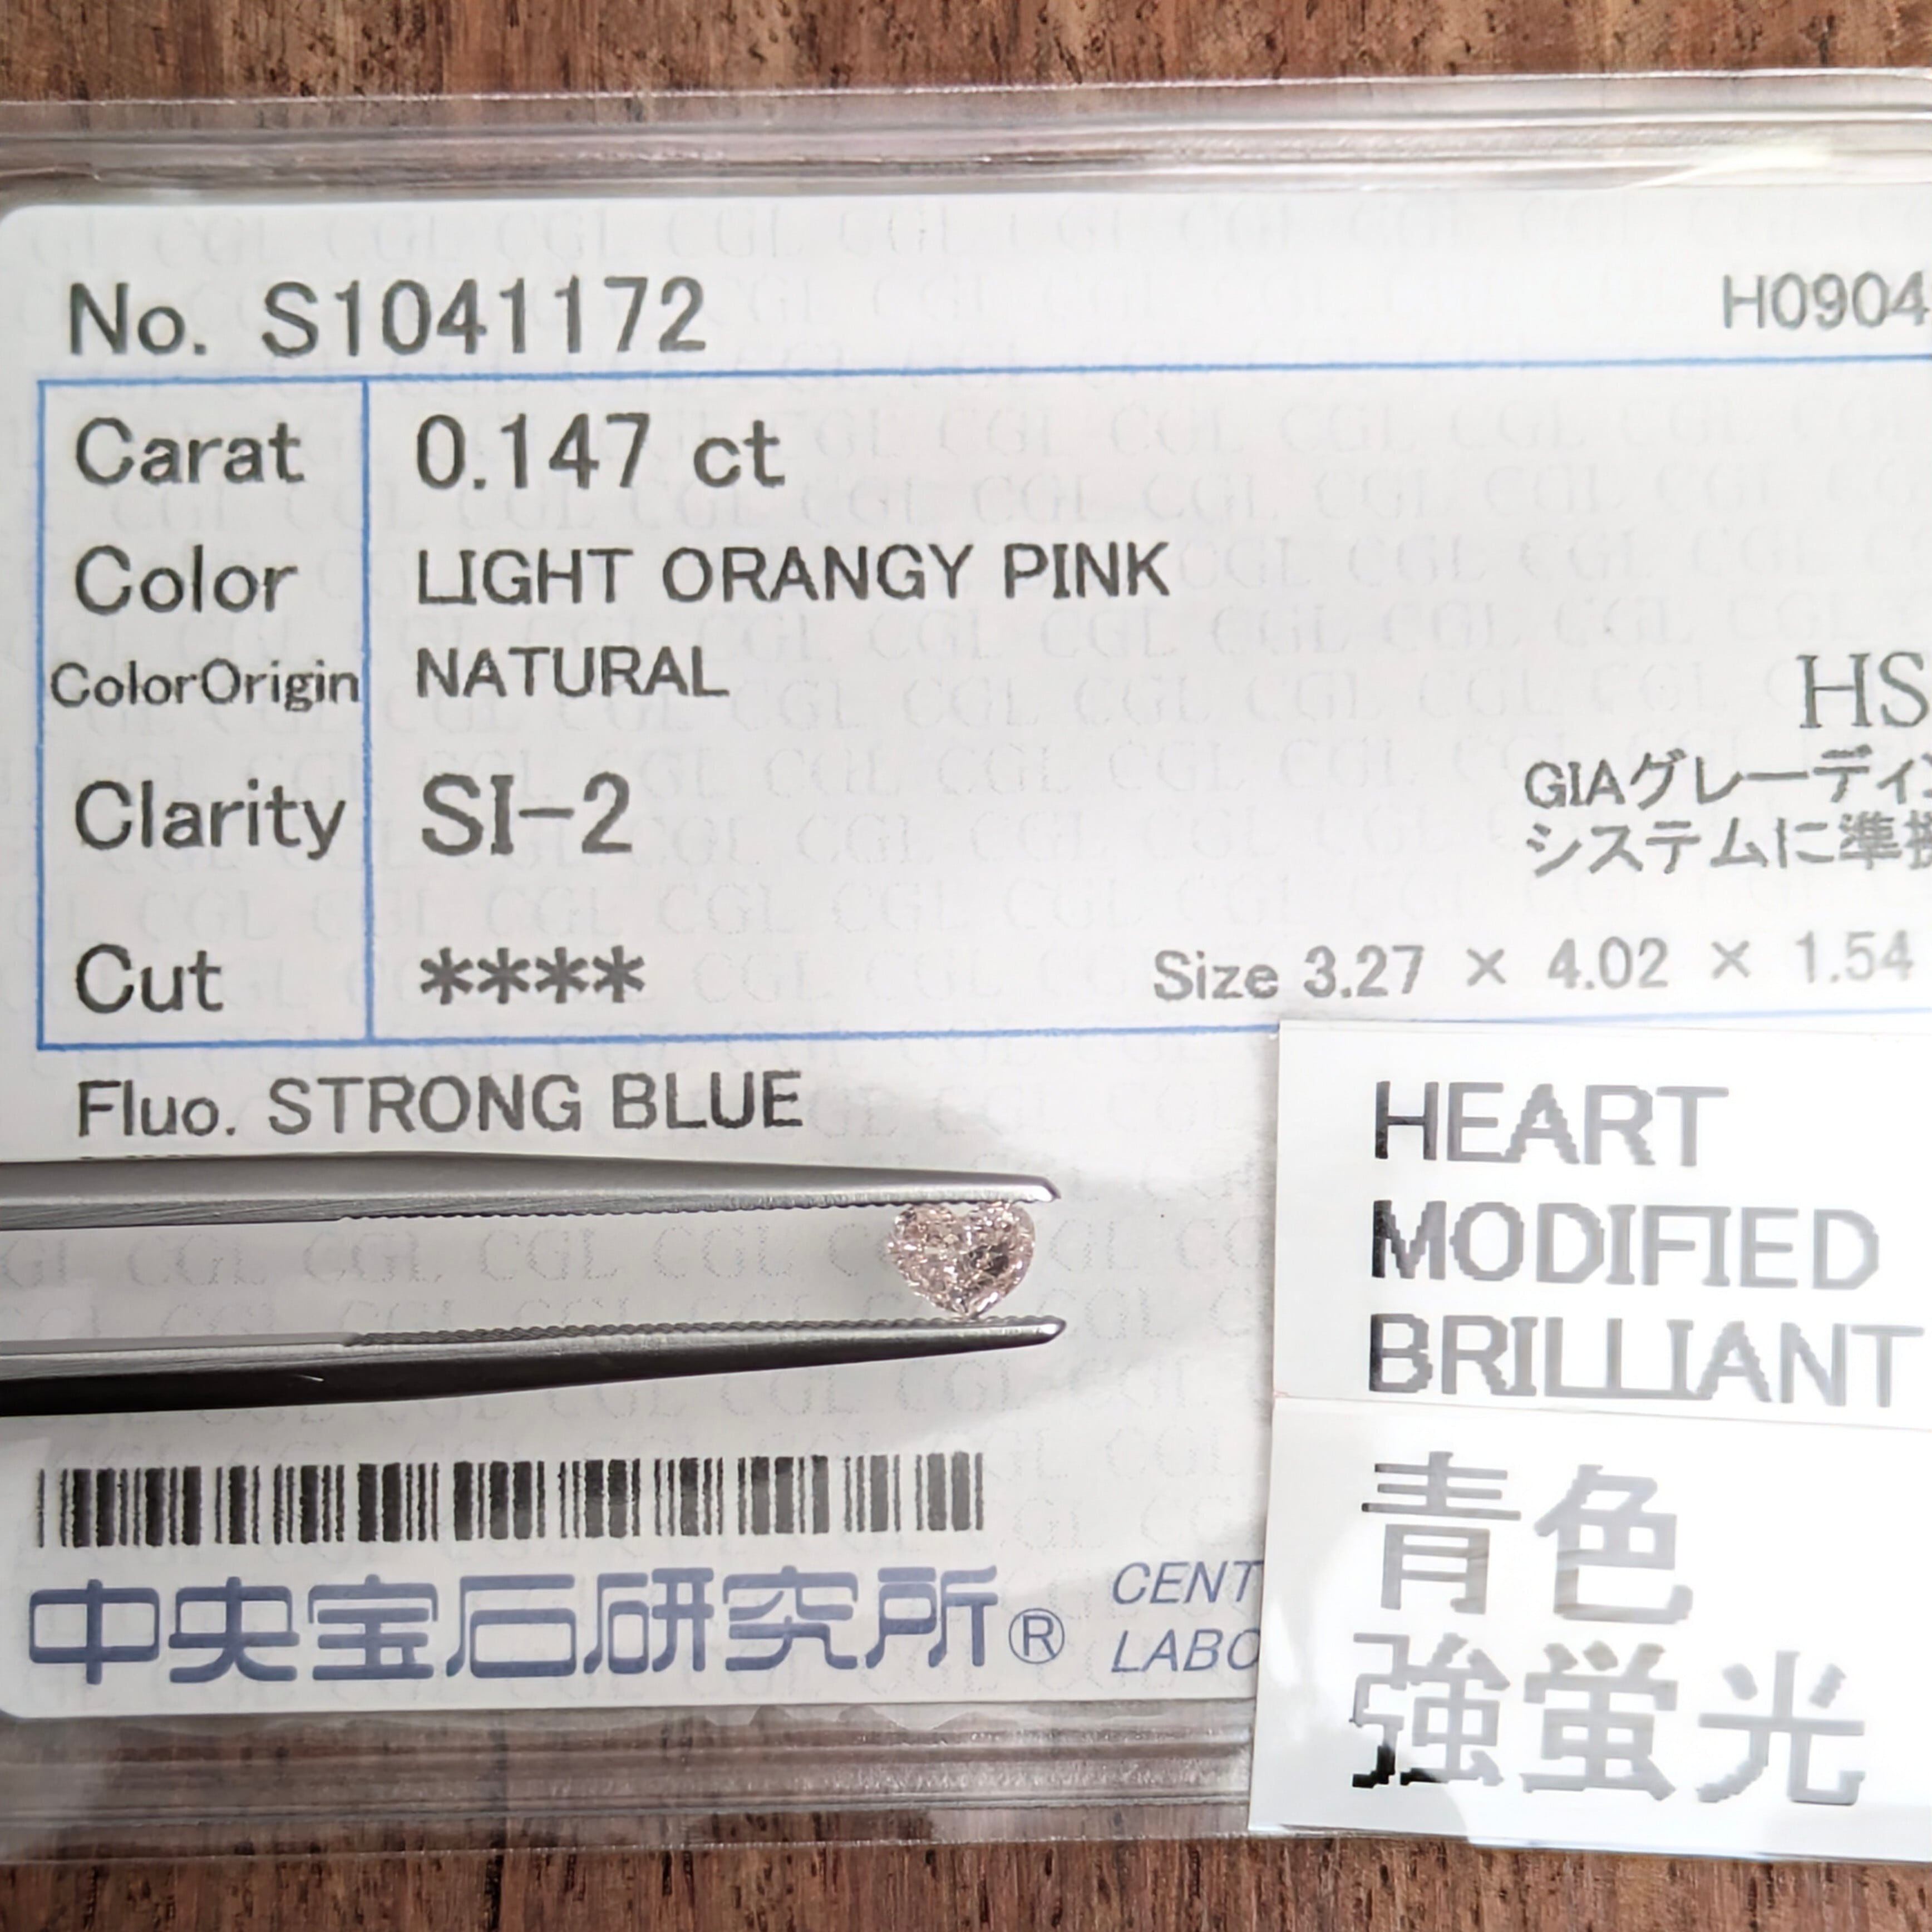 No. S1041172
H0904
Carat 0.147 ct
Color LIGHT ORANGY PINK
ColorOrigin NATURAL
HS
Clarity SI-2
GIAグレーディン
システムに準拠
Cut ****
Size 3.27 × 4.02 × 1.54
Fluo. STRONG BLUE
HEART
MODIFIED
BRILLIANT
青色
強蛍光
中央宝石研究所®
CENT
LABO
CGL